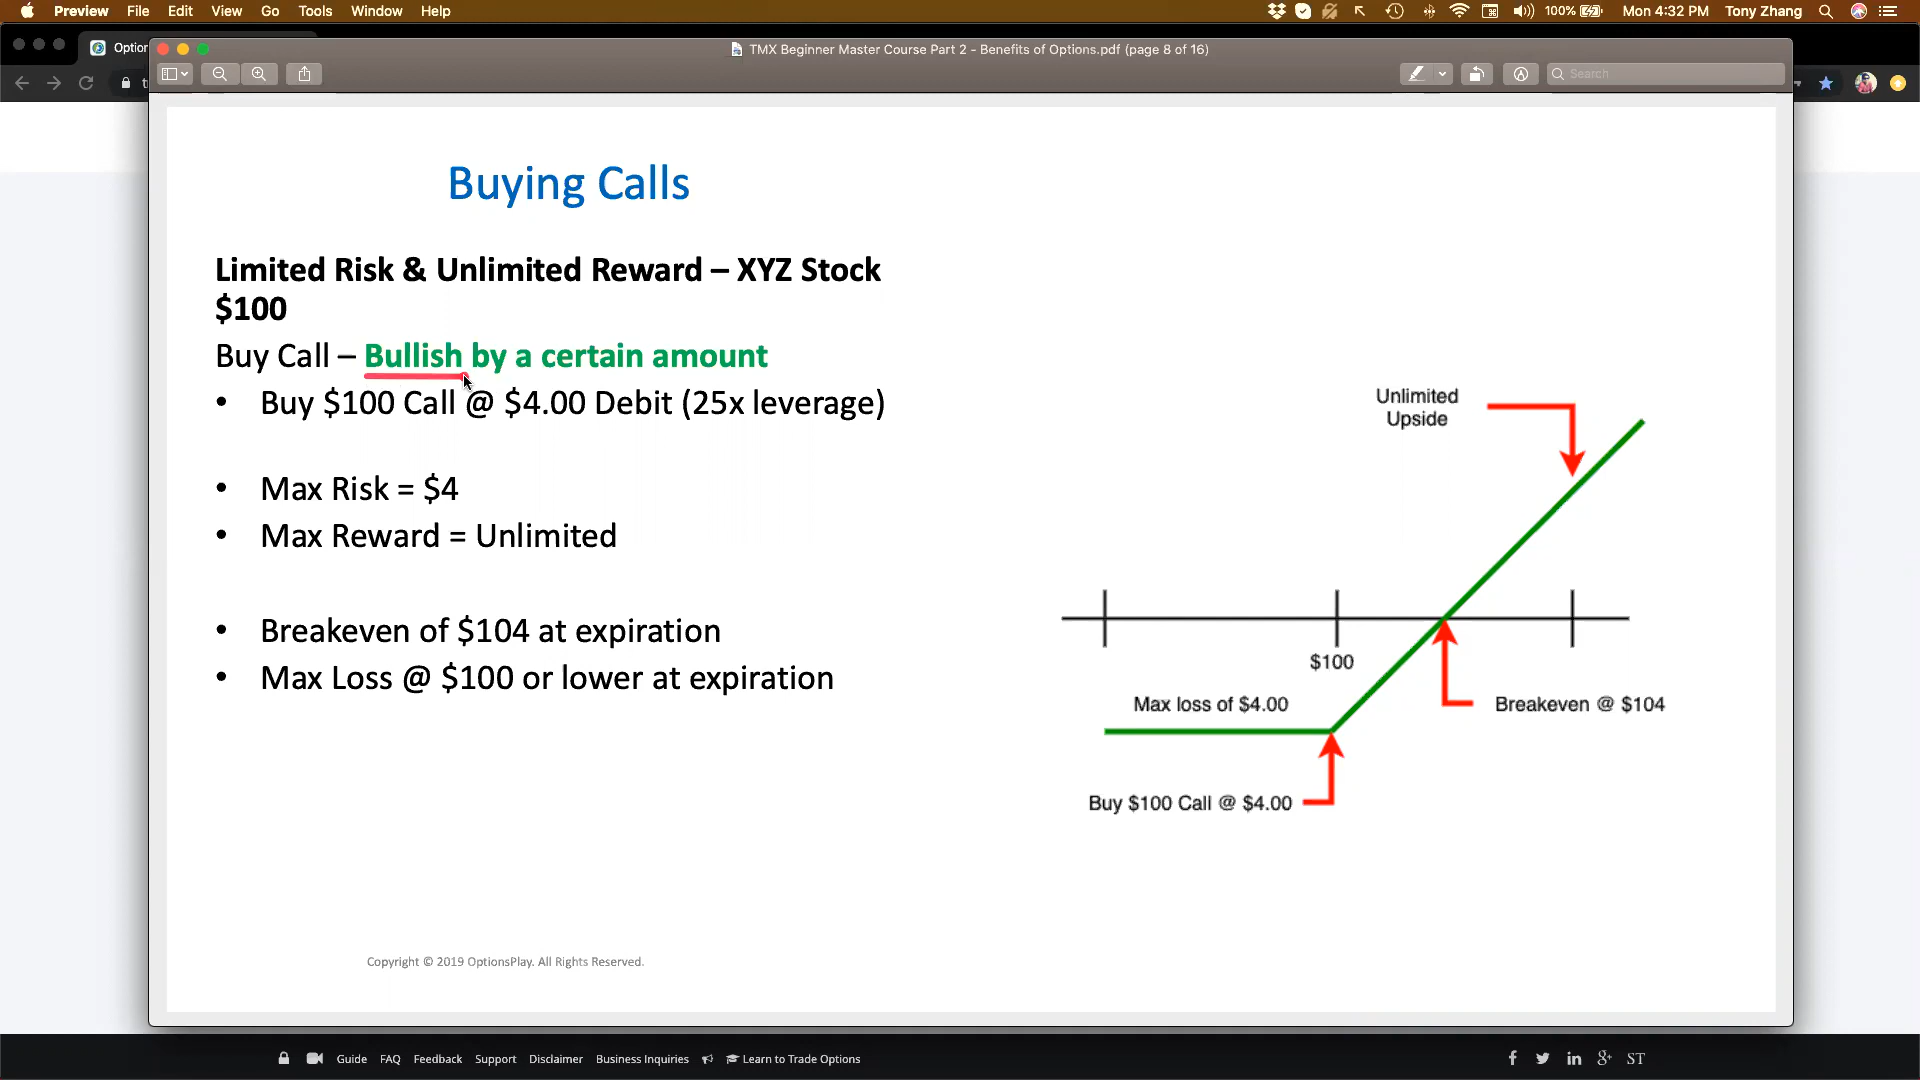 Preview File Edit View Go Tools Window Help
100% Mon 4:32 PM Tony Zhang
Option
TMX Beginner Master Course Part 2 - Benefits of Options.pdf (page 8 of 16)
Search
Buying Calls
Limited Risk & Unlimited Reward – XYZ Stock
$100
Buy Call – Bullish by a certain amount
• Buy $100 Call @ $4.00 Debit (25x leverage)
• Max Risk = $4
• Max Reward = Unlimited
• Breakeven of $104 at expiration
• Max Loss @ $100 or lower at expiration
Unlimited
Upside
$100
Max loss of $4.00
Breakeven @ $104
Buy $100 Call @ $4.00
Copyright © 2019 OptionsPlay. All Rights Reserved.
Guide FAQ Feedback Support Disclaimer Business Inquiries Learn to Trade Options
ST